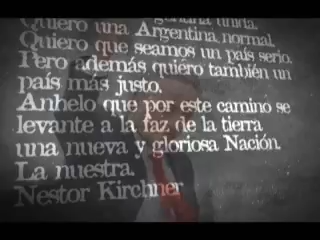 Argentina unida.
Quiero una Argentina normal.
Quiero que seamos un país serio.
Pero además quiero también un
país más justo.
Anhelo que por este camino se
levante a la faz de la tierra
una nueva y gloriosa Nación.
La nuestra.
Nestor Kirchner